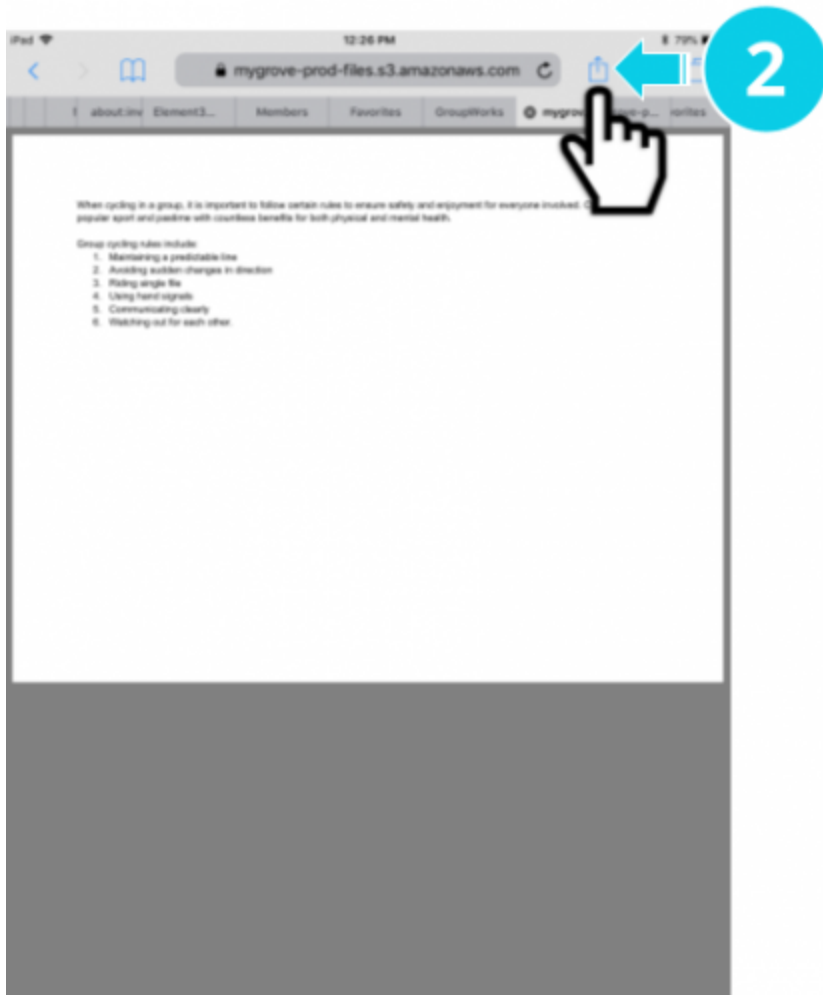 iPad 12:26 PM 79%
mygrove-prod-files.s3.amazonaws.com
Element3... Members Favorites GroupWorks
2
When cycling in a group, it is important to follow certain rules to ensure safety and enjoyment for everyone involved.
popular sport and pastime with countless benefits for both physical and mental health.
Group cycling rules include:
1. Maintaining a predictable line
2. Avoiding sudden changes in direction
3. Riding single file
4. Using hand signals
5. Communicating clearly
6. Watching out for each other.